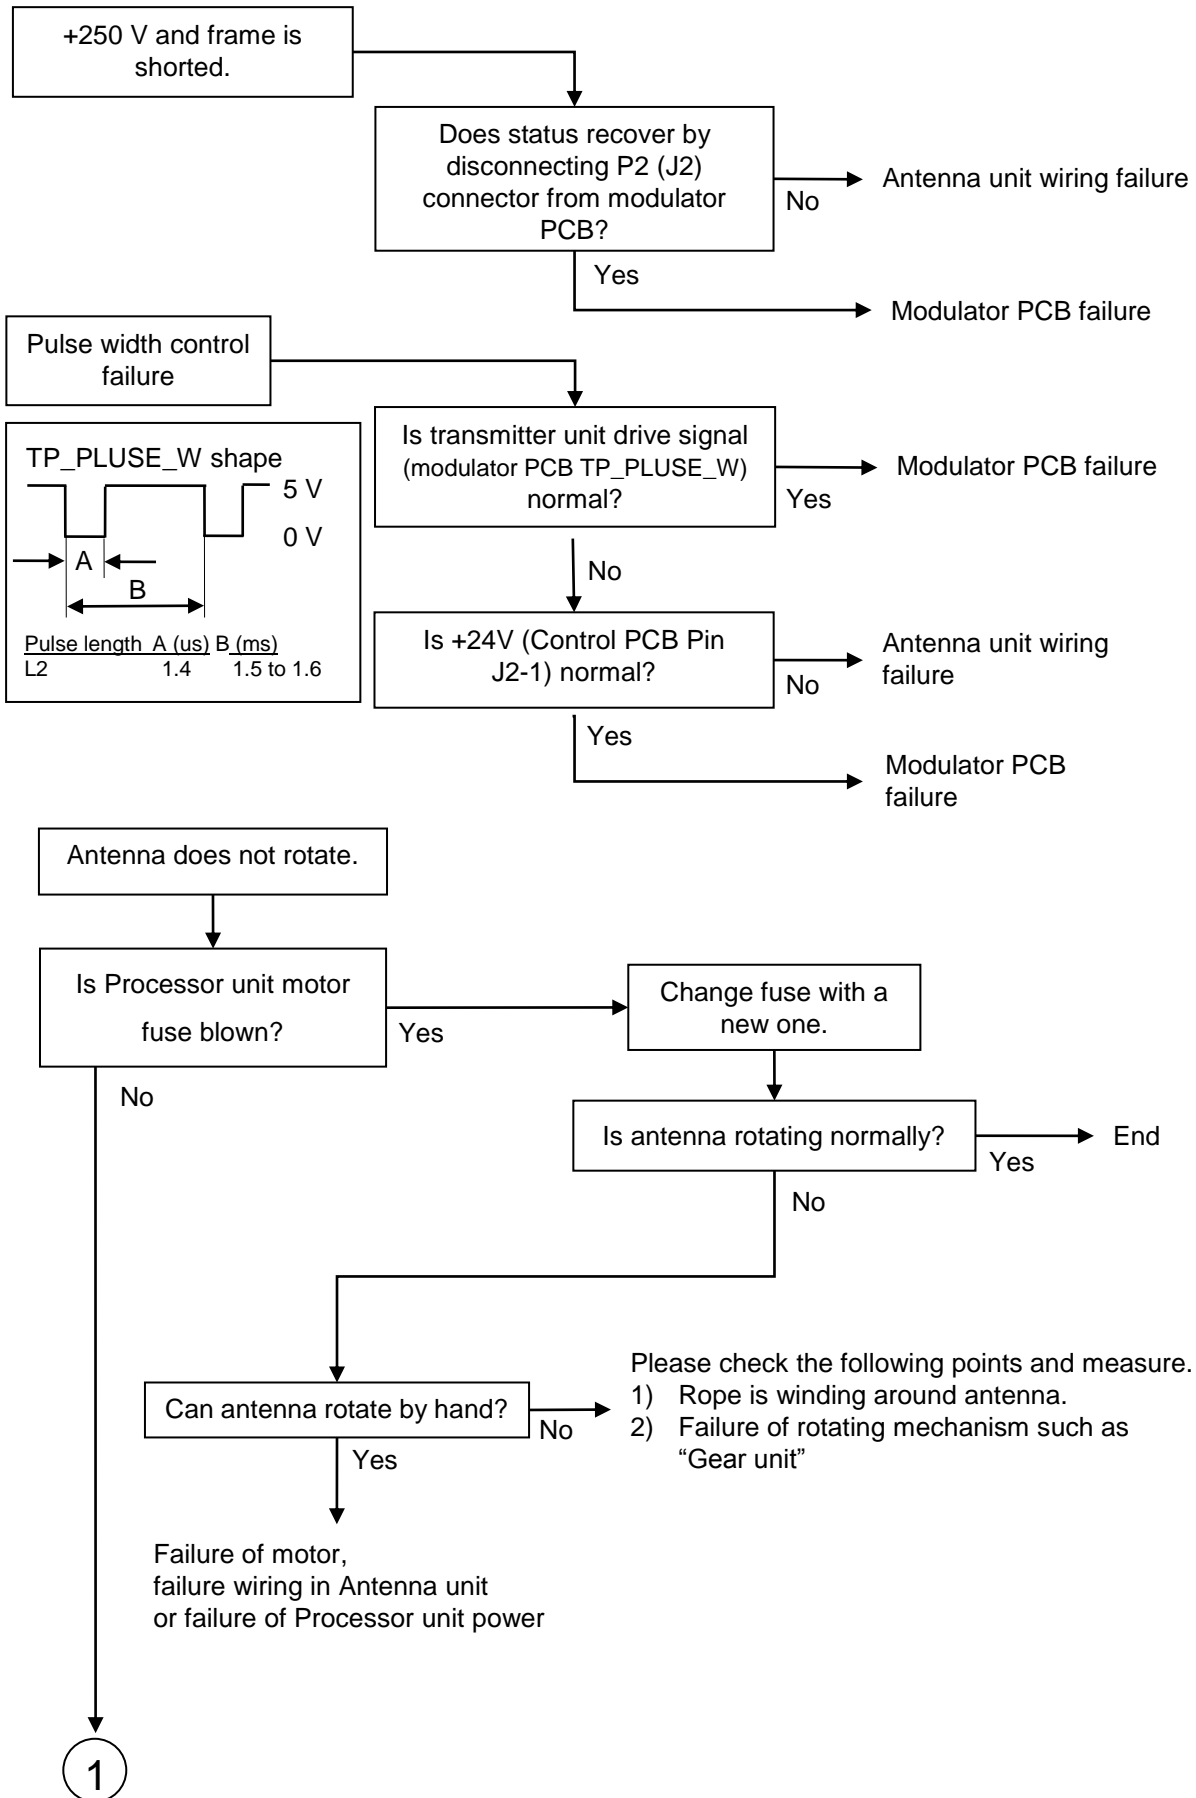 +250 V and frame is
shorted.
Does status recover by
disconnecting P2 (J2)
connector from modulator
PCB?
No
Antenna unit wiring failure
Yes
Modulator PCB failure
Pulse width control
failure
Is transmitter unit drive signal
(modulator PCB TP_PLUSE_W)
normal?
Yes
Modulator PCB failure
TP_PLUSE_W shape
5 V
0 V
A
B
Pulse length A (us) B (ms)
L2 1.4 1.5 to 1.6
No
Is +24V (Control PCB Pin
J2-1) normal?
No
Antenna unit wiring
failure
Yes
Modulator PCB
failure
Antenna does not rotate.
Is Processor unit motor
fuse blown?
Yes
Change fuse with a
new one.
No
Is antenna rotating normally?
Yes
End
No
Can antenna rotate by hand?
No
Please check the following points and measure.
1) Rope is winding around antenna.
2) Failure of rotating mechanism such as
“Gear unit”
Yes
Failure of motor,
failure wiring in Antenna unit
or failure of Processor unit power
1